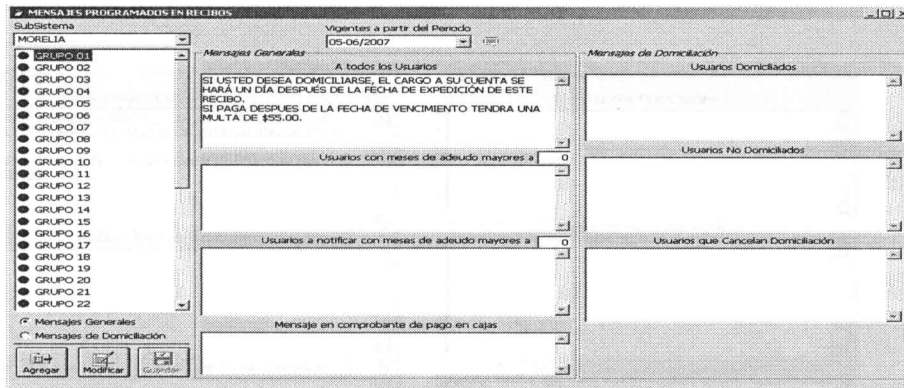 MENSAJES PROGRAMADOS EN RECIBOS
SubSistema
MORELIA
Vigentes a partir del Periodo
05-06/2007
GRUPO 01
GRUPO 02
GRUPO 03
GRUPO 04
GRUPO 05
GRUPO 06
GRUPO 07
GRUPO 08
GRUPO 09
GRUPO 10
GRUPO 11
GRUPO 12
GRUPO 13
GRUPO 14
GRUPO 15
GRUPO 16
GRUPO 17
GRUPO 18
GRUPO 19
GRUPO 20
GRUPO 21
GRUPO 22
Mensajes Generales
Mensajes de Domiciliación
Agregar
Modificar
Guardar
Mensajes Generales
A todos los Usuarios
SI USTED DESEA DOMICILIARSE, EL CARGO A SU CUENTA SE
HARÁ UN DÍA DESPUÉS DE LA FECHA DE EXPEDICIÓN DE ESTE
RECIBO.
SI PAGA DESPUES DE LA FECHA DE VENCIMIENTO TENDRA UNA
MULTA DE $55.00.
Usuarios con meses de adeudo mayores a 0
Usuarios a notificar con meses de adeudo mayores a 0
Mensaje en comprobante de pago en cajas
Mensajes de Domiciliación
Usuarios Domiciliados
Usuarios No Domiciliados
Usuarios que Cancelan Domiciliación